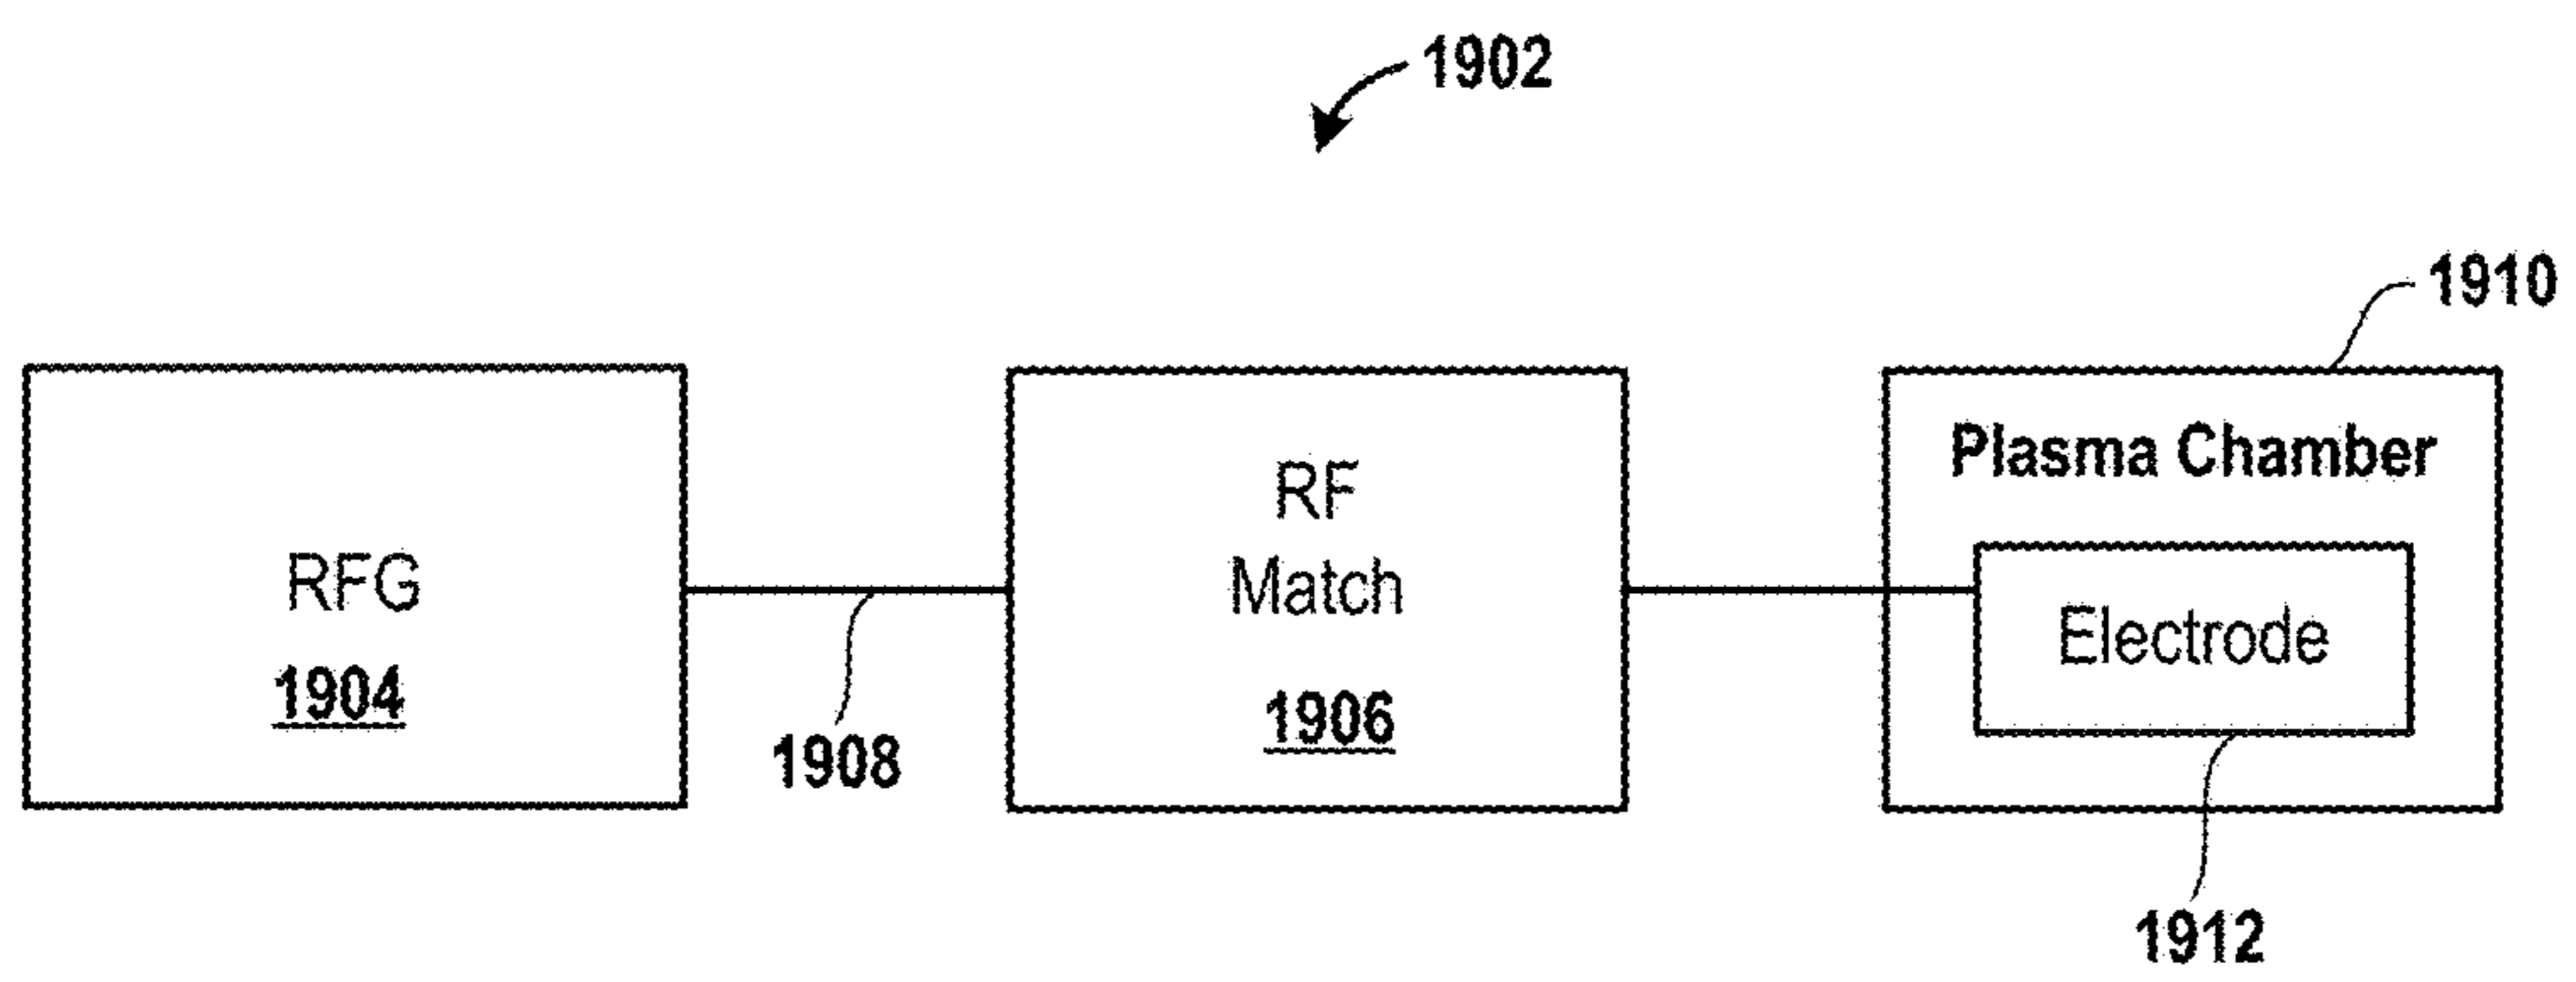 1902
1910
RFG
1904
1908
RF
Match
1906
Plasma Chamber
Electrode
1912